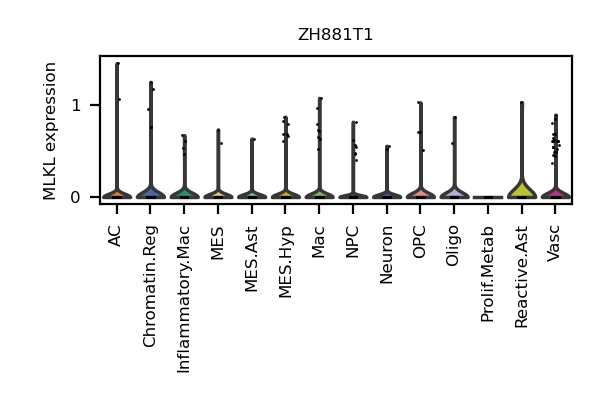 ZH881T1
MLKL expression
1
0
AC
Chromatin.Reg
Inflammatory.Mac
MES
MES.Ast
MES.Hyp
Mac
NPC
Neuron
OPC
Oligo
Prolif.Metab
Reactive.Ast
Vasc